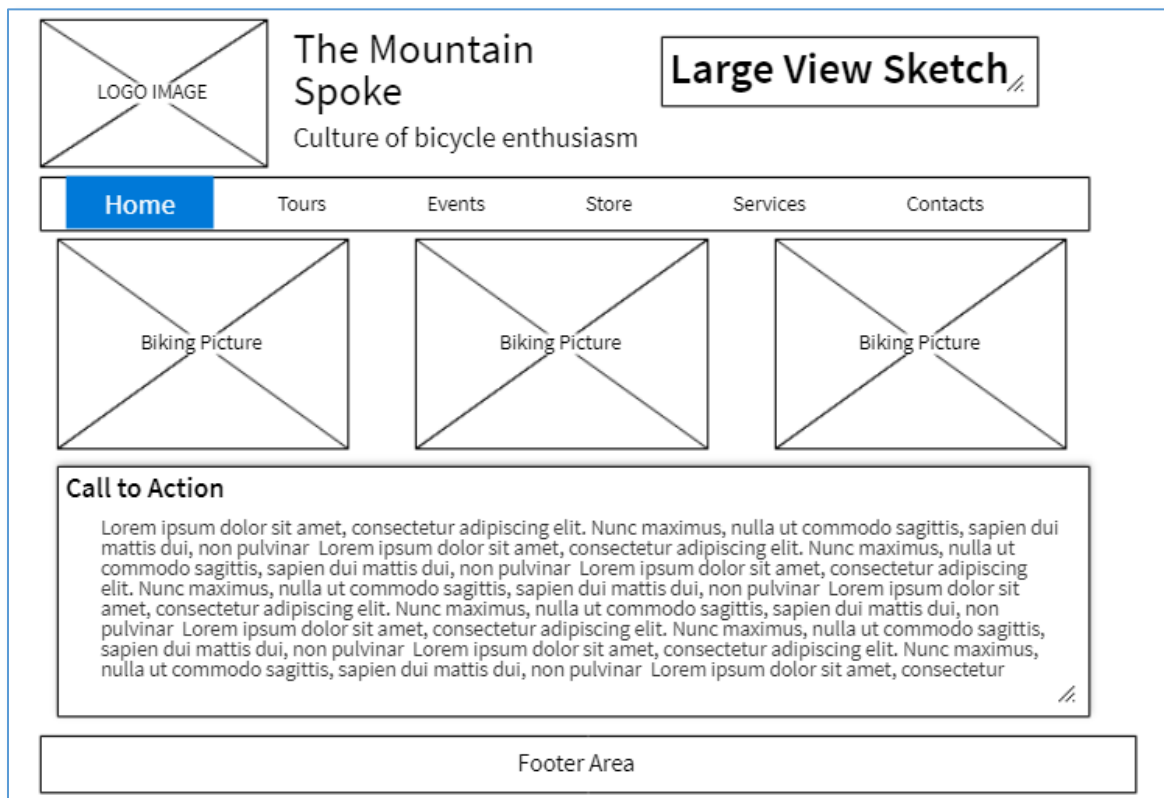 LOGO IMAGE
The Mountain
Spoke
Culture of bicycle enthusiasm
Large View Sketch
Home Tours Events Store Services Contacts
Biking Picture Biking Picture Biking Picture
Call to Action
Lorem ipsum dolor sit amet, consectetur adipiscing elit. Nunc maximus, nulla ut commodo sagittis, sapien dui
mattis dui, non pulvinar Lorem ipsum dolor sit amet, consectetur adipiscing elit. Nunc maximus, nulla ut
commodo sagittis, sapien dui mattis dui, non pulvinar Lorem ipsum dolor sit amet, consectetur adipiscing
elit. Nunc maximus, nulla ut commodo sagittis, sapien dui mattis dui, non pulvinar Lorem ipsum dolor sit
amet, consectetur adipiscing elit. Nunc maximus, nulla ut commodo sagittis, sapien dui mattis dui, non
pulvinar Lorem ipsum dolor sit amet, consectetur adipiscing elit. Nunc maximus, nulla ut commodo sagittis,
sapien dui mattis dui, non pulvinar Lorem ipsum dolor sit amet, consectetur adipiscing elit. Nunc maximus,
nulla ut commodo sagittis, sapien dui mattis dui, non pulvinar Lorem ipsum dolor sit amet, consectetur
Footer Area